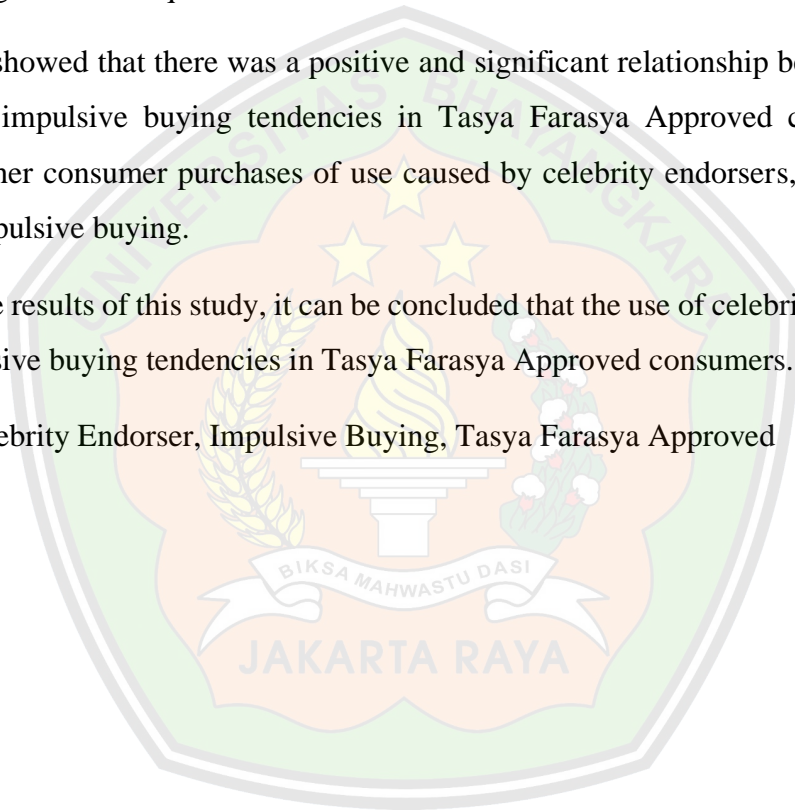 showed that there was a positive and significant relationship be
impulsive buying tendencies in Tasya Farasya Approved c
her consumer purchases of use caused by celebrity endorsers,
pulsive buying.
e results of this study, it can be concluded that the use of celebri
sive buying tendencies in Tasya Farasya Approved consumers.
ebrity Endorser, Impulsive Buying, Tasya Farasya Approved
UNIVERSITAS BHAYANGKARA
BIKSA MAHWASTU DASI
JAKARTA RAYA